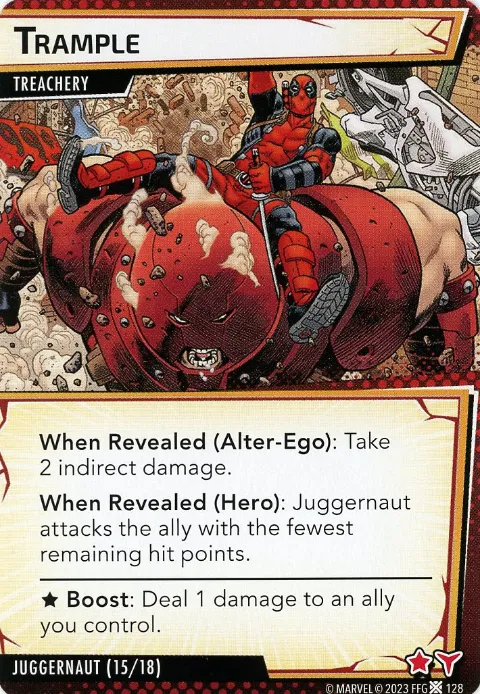 TRAMPLE
TREACHERY
When Revealed (Alter-Ego): Take
2 indirect damage.
When Revealed (Hero): Juggernaut
attacks the ally with the fewest
remaining hit points.
★ Boost: Deal 1 damage to an ally
you control.
JUGGERNAUT (15/18)
© MARVEL © 2023 FFG 128